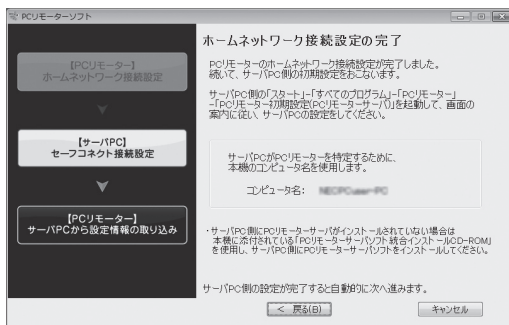 PCリモーターソフト
【PCリモーター】
ホームネットワーク接続設定
【サーバPC】
セーフコネクト接続設定
【PCリモーター】
サーバPCから設定情報の取り込み
ホームネットワーク接続設定の完了
PCリモーターのホームネットワーク接続設定が完了しました。
続いて、サーバPC側の初期設定をおこないます。
サーバPC側の「スタート」-「すべてのプログラム」-「PCリモーター」
-「PCリモーター初期設定(PCリモーターサーバ)」を起動して、画面の
案内に従い、サーバPCの設定をしてください。
サーバPCがPCリモーターを特定するために、
本機のコンピュータ名を使用します。
コンピュータ名:
・サーバPC側にPCリモーターサーバがインストールされていない場合は
本機に添付されている「PCリモーターサーバソフト 統合インストールCD-ROM」
を使用し、サーバPC側にPCリモーターサーバソフトをインストールしてください。
サーバPC側の設定が完了すると自動的に次へ進みます。
< 戻る(B)
キャンセル